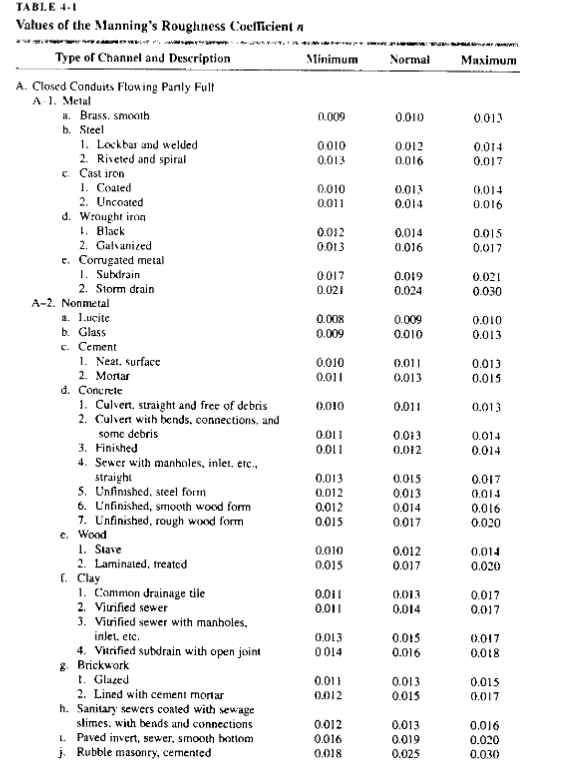 TABLE 4-1
Values of the Manning's Roughness Coefficient n
Type of Channel and Description Minimum Normal Maximum
A. Closed Conduits Flowing Partly Full
A-1. Metal
a. Brass, smooth 0.009 0.010 0.013
b. Steel
1. Lockbar and welded 0.010 0.012 0.014
2. Riveted and spiral 0.013 0.016 0.017
c. Cast iron
1. Coated 0.010 0.013 0.014
2. Uncoated 0.011 0.014 0.016
d. Wrought iron
1. Black 0.012 0.014 0.015
2. Galvanized 0.013 0.016 0.017
e. Corrugated metal
1. Subdrain 0.017 0.019 0.021
2. Storm drain 0.021 0.024 0.030
A-2. Nonmetal
a. Lucite 0.008 0.009 0.010
b. Glass 0.009 0.010 0.013
c. Cement
1. Neat, surface 0.010 0.011 0.013
2. Mortar 0.011 0.013 0.015
d. Concrete
1. Culvert, straight and free of debris 0.010 0.011 0.013
2. Culvert with bends, connections, and
some debris 0.011 0.013 0.014
3. Finished 0.011 0.012 0.014
4. Sewer with manholes, inlet, etc.,
straight 0.013 0.015 0.017
5. Unfinished, steel form 0.012 0.013 0.014
6. Unfinished, smooth wood form 0.012 0.014 0.016
7. Unfinished, rough wood form 0.015 0.017 0.020
e. Wood
1. Stave 0.010 0.012 0.014
2. Laminated, treated 0.015 0.017 0.020
f. Clay
1. Common drainage tile 0.011 0.013 0.017
2. Vitrified sewer 0.011 0.014 0.017
3. Vitrified sewer with manholes,
inlet, etc. 0.013 0.015 0.017
4. Vitrified subdrain with open joint 0.014 0.016 0.018
g. Brickwork
1. Glazed 0.011 0.013 0.015
2. Lined with cement mortar 0.012 0.015 0.017
h. Sanitary sewers coated with sewage
slimes, with bends and connections 0.012 0.013 0.016
i. Paved invert, sewer, smooth bottom 0.016 0.019 0.020
j. Rubble masonry, cemented 0.018 0.025 0.030